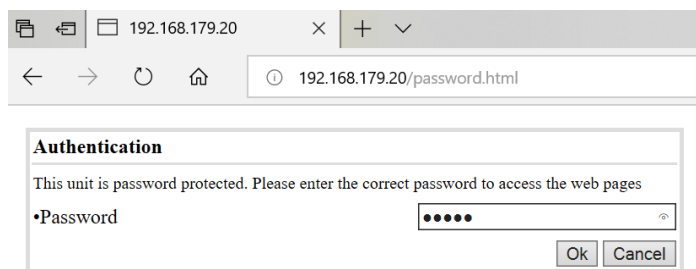 192.168.179.20
192.168.179.20/password.html
Authentication
This unit is password protected. Please enter the correct password to access the web pages
•Password •••••
Ok Cancel